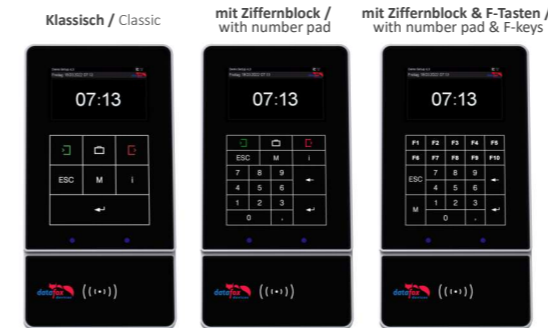 Klassisch / Classic
mit Ziffernblock /
with number pad
mit Ziffernblock & F-Tasten /
with number pad & F-keys
07:13
ESC M i
datafox
07:13
ESC M i
7 8 9
4 5 6
1 2 3
0 .
datafox
07:13
F1 F2 F3 F4 F5
F6 F7 F8 F9 F10
ESC 7 8 9
4 5 6
M 1 2 3
0 .
datafox